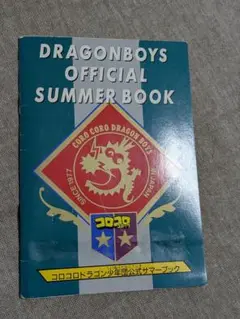 DRAGONBOYS
OFFICIAL
SUMMER BOOK
CORO CORO DRAGON BOYS
SINCE 1977
IN JAPAN
コロコロ
コロコロドラゴン少年団公式サマーブック